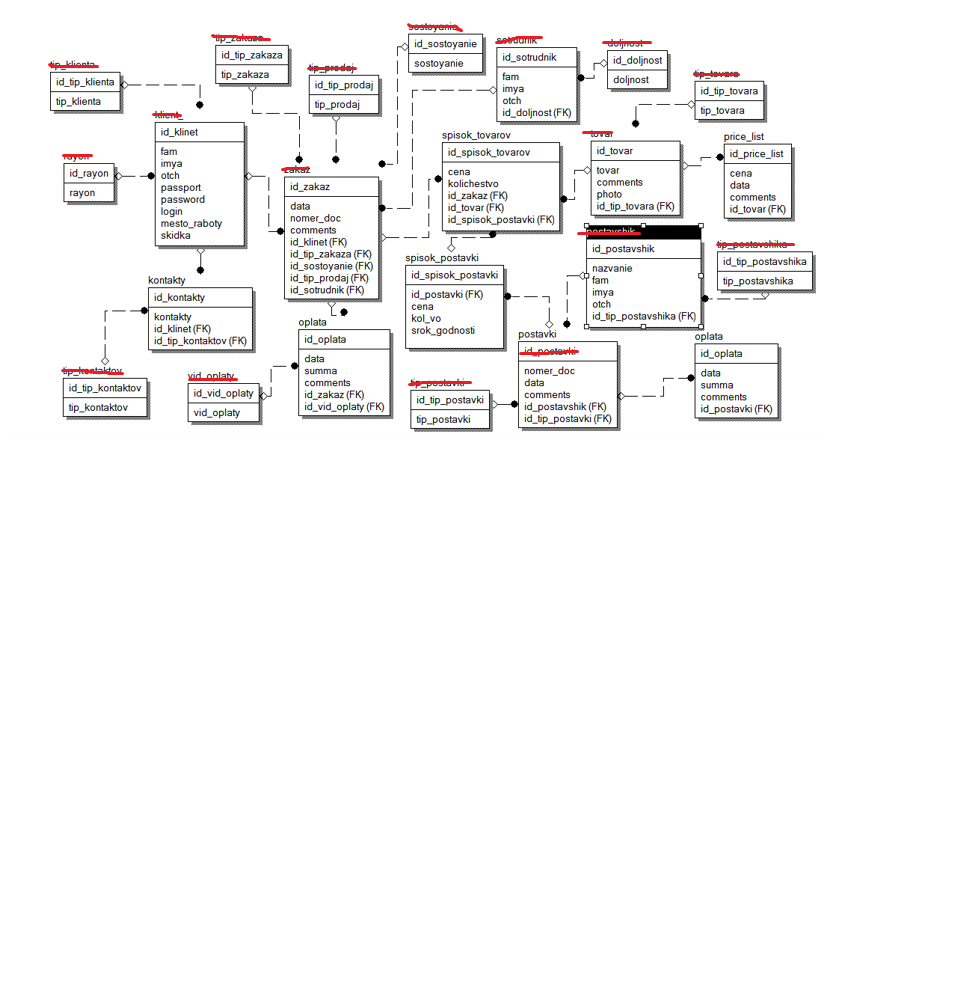 tip_klienta
id_tip_klienta
tip_klienta
tip_zakaza
id_tip_zakaza
tip_zakaza
tip_prodaj
id_tip_prodaj
tip_prodaj
sostoyanie
id_sostoyanie
sostoyanie
sotrudnik
id_sotrudnik
fam
imya
otch
id_doljnost (FK)
doljnost
id_doljnost
doljnost
tip_tovara
id_tip_tovara
tip_tovara
rayon
id_rayon
rayon
klient_
id_klinet
fam
imya
otch
passport
password
login
mesto_raboty
skidka
zakaz
id_zakaz
data
nomer_doc
comments
id_klinet (FK)
id_tip_zakaza (FK)
id_sostoyanie (FK)
id_tip_prodaj (FK)
id_sotrudnik (FK)
spisok_tovarov
id_spisok_tovarov
cena
kolichestvo
id_zakaz (FK)
id_tovar (FK)
id_spisok_postavki (FK)
tovar
id_tovar
tovar
comments
photo
id_tip_tovara (FK)
price_list
id_price_list
cena
data
comments
id_tovar (FK)
postavshik
id_postavshik
nazvanie
fam
imya
otch
id_tip_postavshika (FK)
tip_postavshika
id_tip_postavshika
tip_postavshika
kontakty
id_kontakty
kontakty
id_klinet (FK)
id_tip_kontaktov (FK)
spisok_postavki
id_spisok_postavki
id_postavki (FK)
cena
kol_vo
srok_godnosti
tip_kontaktov
id_tip_kontaktov
tip_kontaktov
vid_oplaty
id_vid_oplaty
vid_oplaty
oplata
id_oplata
data
summa
comments
id_zakaz (FK)
id_vid_oplaty (FK)
tip_postavki
id_tip_postavki
tip_postavki
postavki
id_postavki
nomer_doc
data
comments
id_postavshik (FK)
id_tip_postavki (FK)
oplata
id_oplata
data
summa
comments
id_postavki (FK)